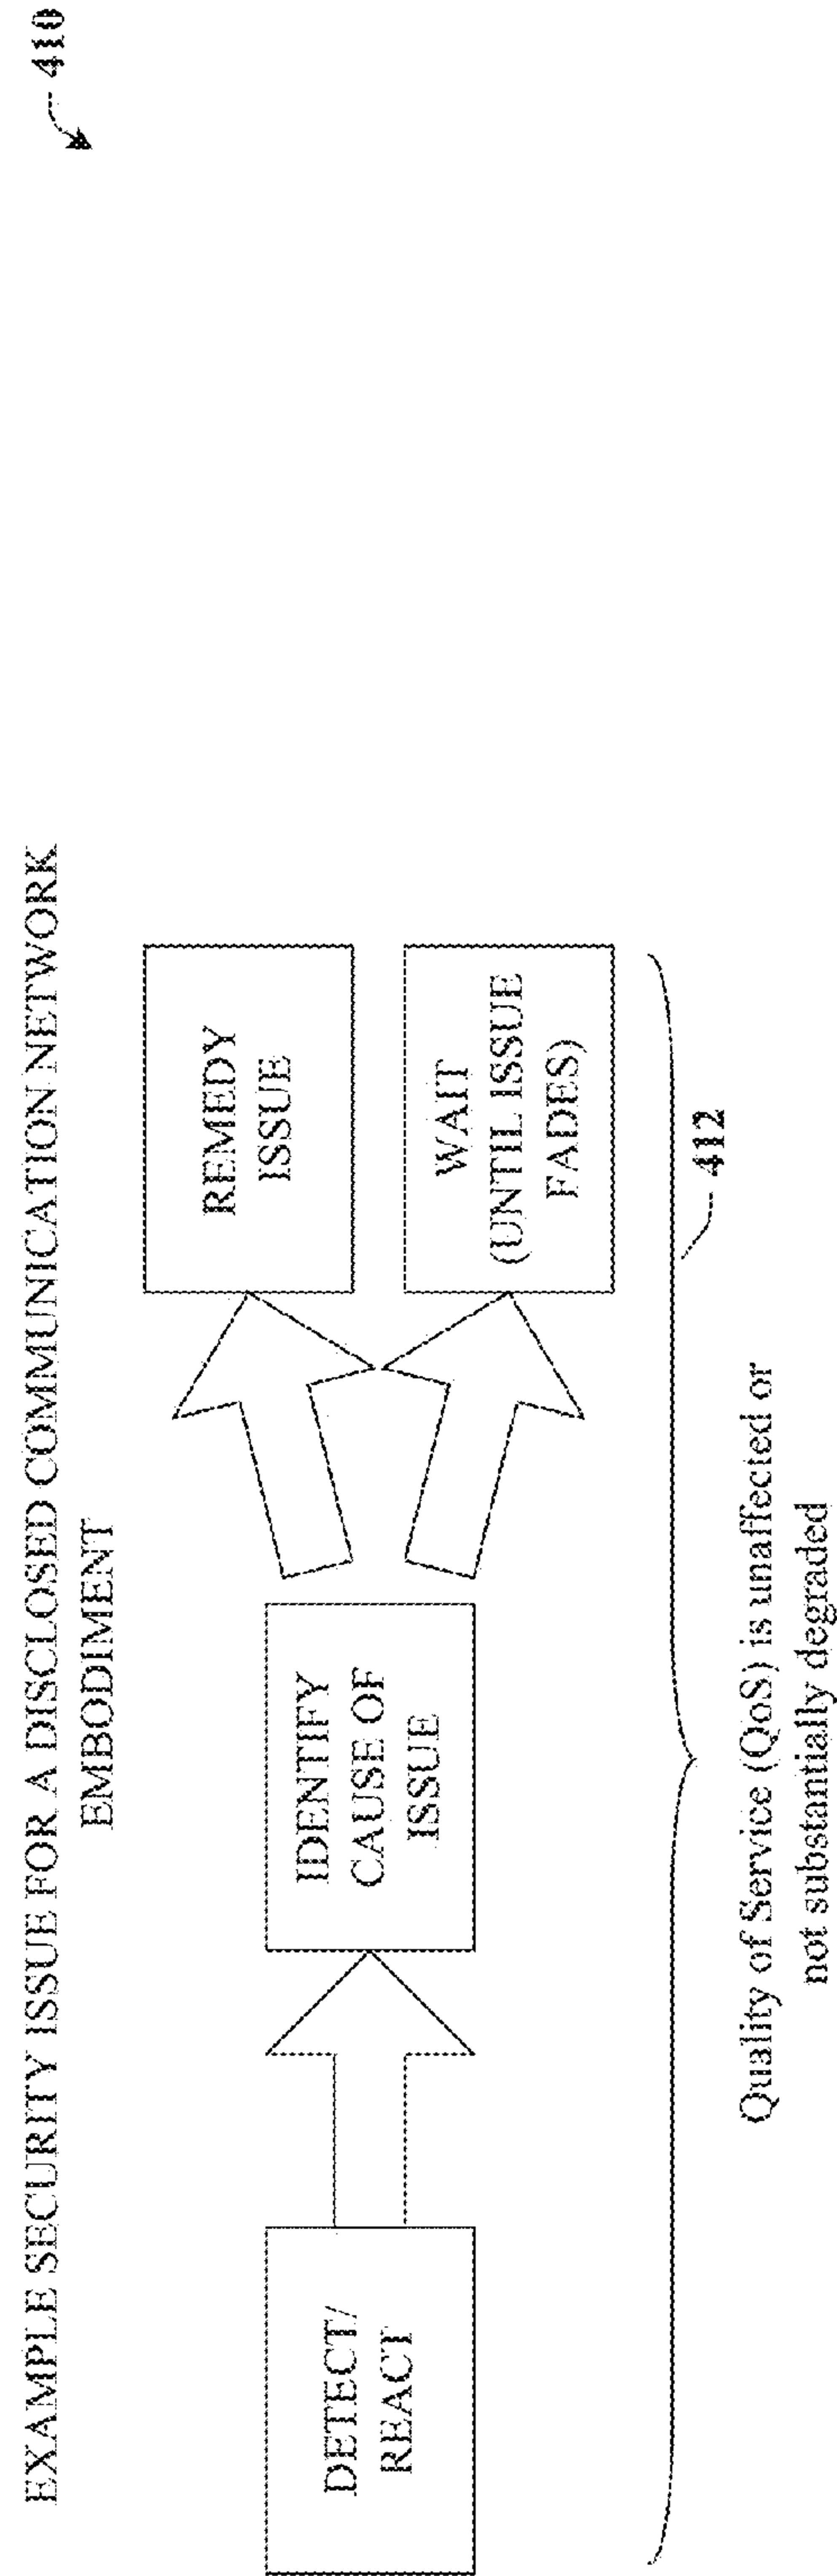 EXAMPLE SECURITY ISSUE FOR A DISCLOSED COMMUNICATION NETWORK
EMBODIMENT
410
DETECT/
REACT
IDENTIFY
CAUSE OF
ISSUE
REMEDY
ISSUE
WAIT
(UNTIL ISSUE
FADES)
412
Quality of Service (QoS) is unaffected or
not substantially degraded